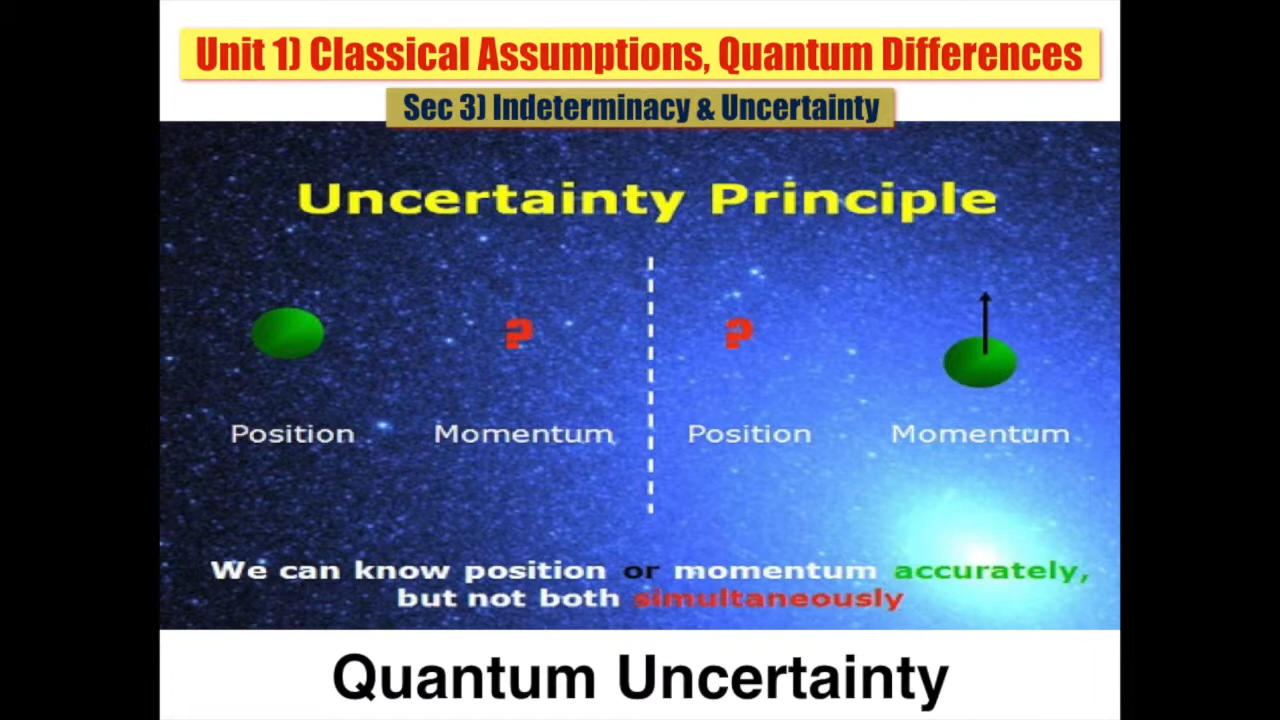 Unit 1) Classical Assumptions, Quantum Differences
Sec 3) Indeterminacy & Uncertainty
Uncertainty Principle
? ?
Position Momentum Position Momentum
We can know position or momentum accurately,
but not both simultaneously
Quantum Uncertainty